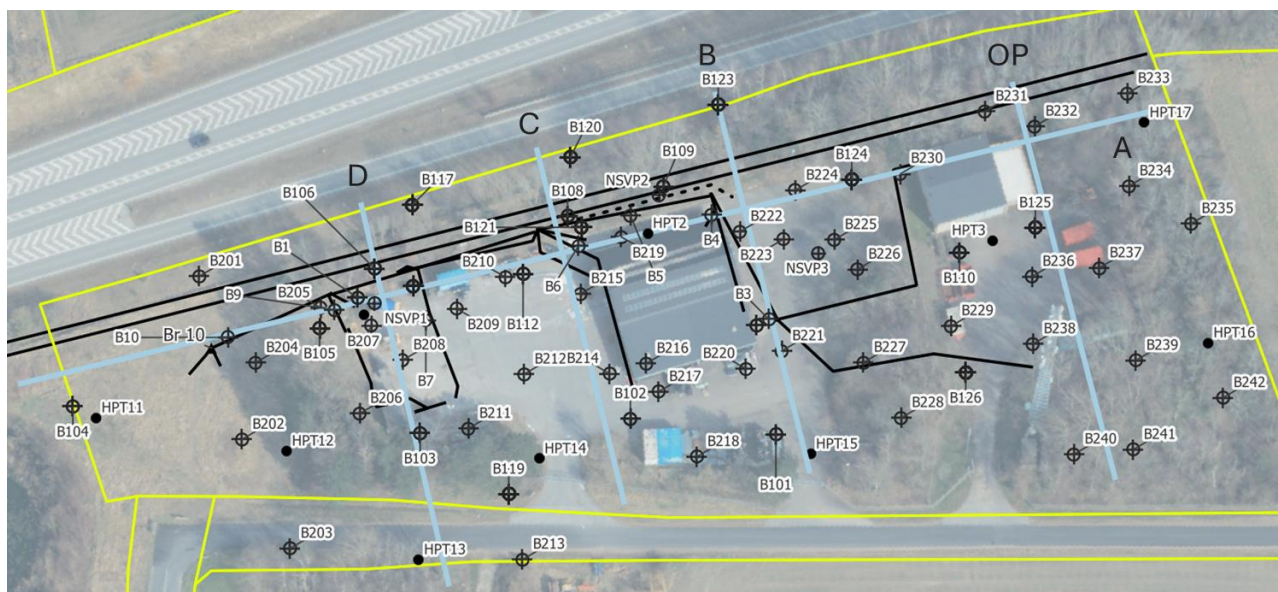 B
OP
B123
B233
B231
B232
HPT17
C
B120
A
B109
B124
B230
NSVP2
B224
B234
D
B117
B108
B106
B125
B235
B222
B225
B121
HPT2
HPT3
B4
B1
B219
B223
B226
B237
B5
NSVP3
B201
B210
B215
B236
B205
B6
B110
B9
B3
NSVP1
B209
B112
B229
B10
Br 10
B238
HPT16
B105
B207
B221
B204
B208
B216
B220
B227
B239
B212
B214
B7
B217
B242
B206
B102
B126
HPT11
B211
B228
B104
B202
HPT12
B241
B103
HPT14
HPT15
B240
B218
B119
B101
B203
HPT13
B213